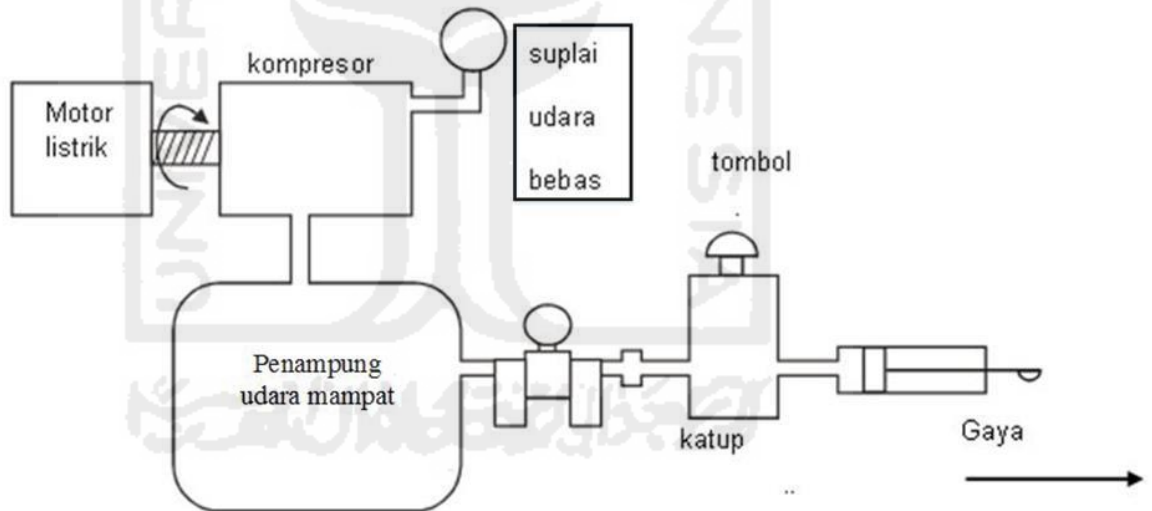 kompresor
suplai
udara
bebas
Motor
listrik
tombol
Penampung
udara mampat
katup
Gaya